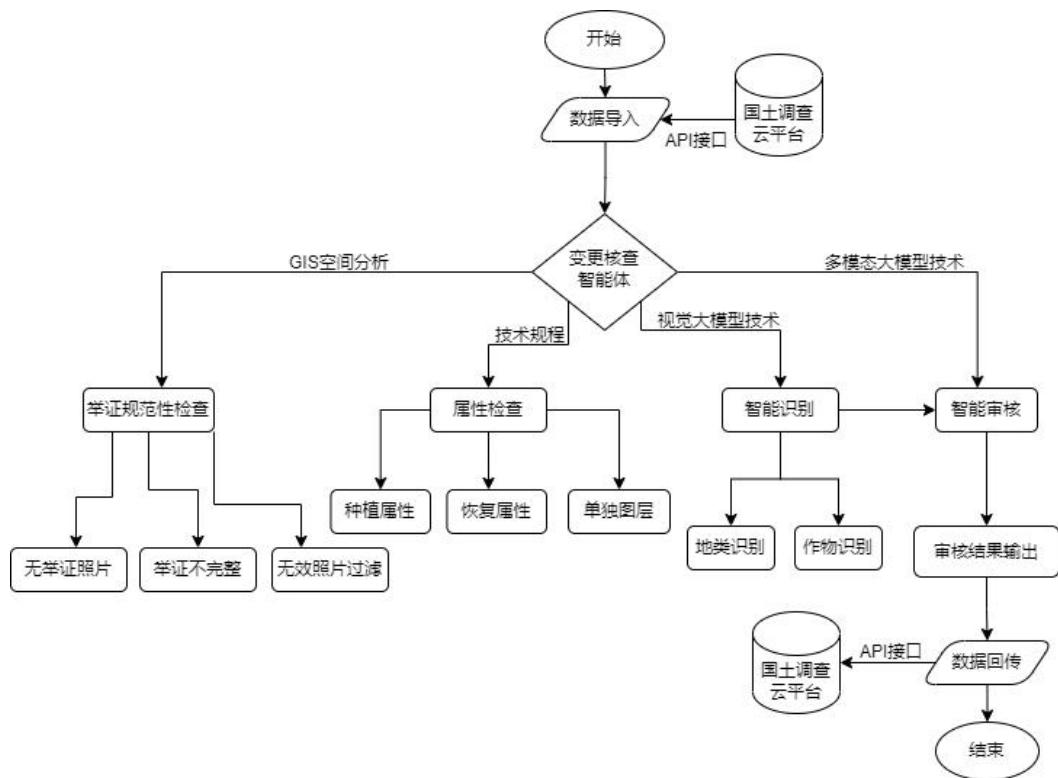 开始
数据导入
国土调查
云平台
API接口
变更核查
智能体
GIS空间分析
多模态大模型技术
技术规程
视觉大模型技术
举证规范性检查
属性检查
智能识别
智能审核
种植属性
恢复属性
单独图层
地类识别
作物识别
审核结果输出
无举证照片
举证不完整
无效照片过滤
国土调查
云平台
API接口
数据回传
结束